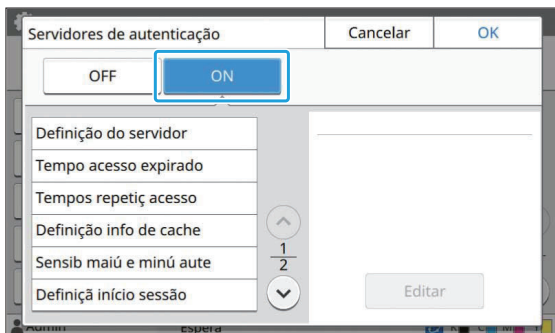 Servidores de autenticação
Cancelar
OK
OFF
ON
Definição do servidor
Tempo acesso expirado
Tempos repetiç acesso
Definição info de cache
Sensib maiú e minú aute
Definiçã início sessão
1
2
Editar
Admin
Espera